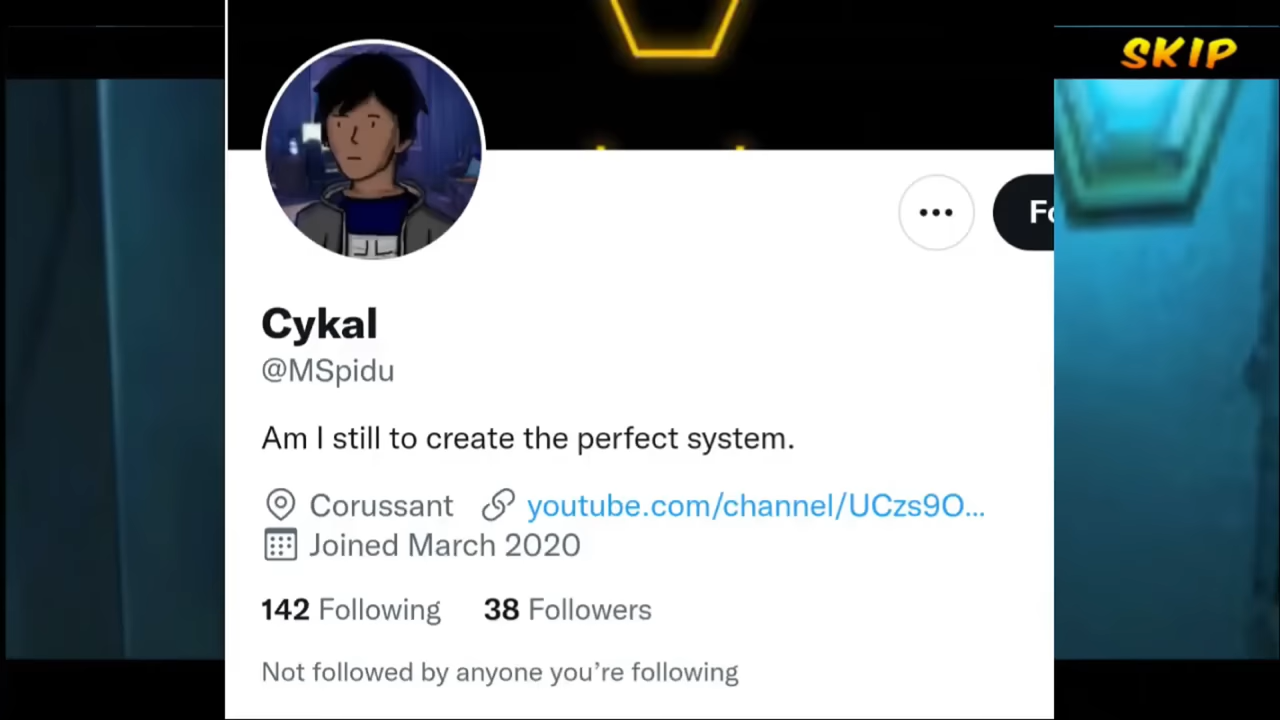 SKIP
Cykal
@MSpidu
Am I still to create the perfect system.
Corussant youtube.com/channel/UCzs9O...
Joined March 2020
142 Following 38 Followers
Not followed by anyone you’re following